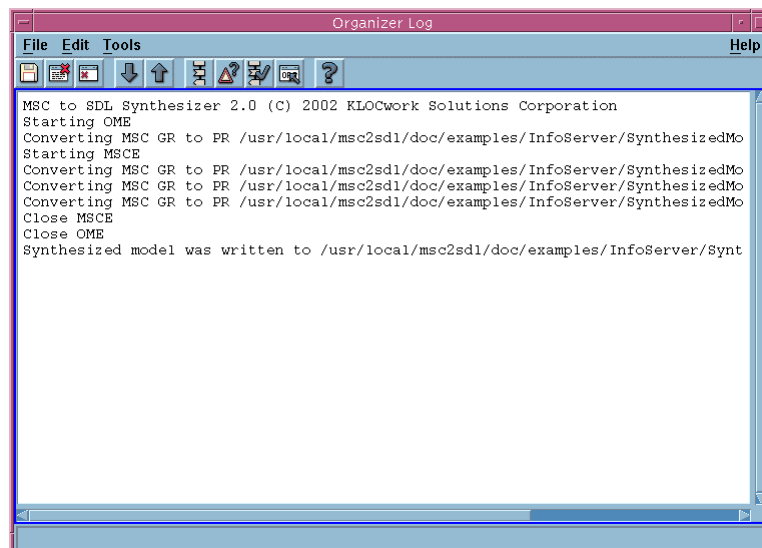 Organizer Log
File Edit Tools Help
MSC to SDL Synthesizer 2.0 (C) 2002 KLOCwork Solutions Corporation
Starting OME
Converting MSC GR to PR /usr/local/msc2sdl/doc/examples/InfoServer/SynthesizedMo
Starting MSCE
Converting MSC GR to PR /usr/local/msc2sdl/doc/examples/InfoServer/SynthesizedMo
Converting MSC GR to PR /usr/local/msc2sdl/doc/examples/InfoServer/SynthesizedMo
Converting MSC GR to PR /usr/local/msc2sdl/doc/examples/InfoServer/SynthesizedMo
Close MSCE
Close OME
Synthesized model was written to /usr/local/msc2sdl/doc/examples/InfoServer/Synt